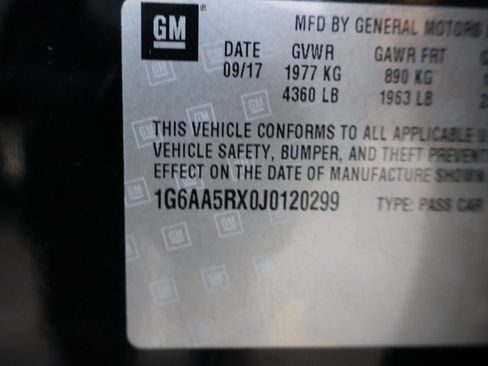 GM
MFD BY GENERAL MOTORS
DATE GVWR GAWR FRT
09/17 1977 KG 890 KG
4360 LB 1963 LB
THIS VEHICLE CONFORMS TO ALL APPLICABLE U
VEHICLE SAFETY, BUMPER, AND THEFT PREVENTI
EFFECT ON THE DATE OF MANUFACTURE SHOWN
1G6AA5RX0J0120299 TYPE: PASS CAR